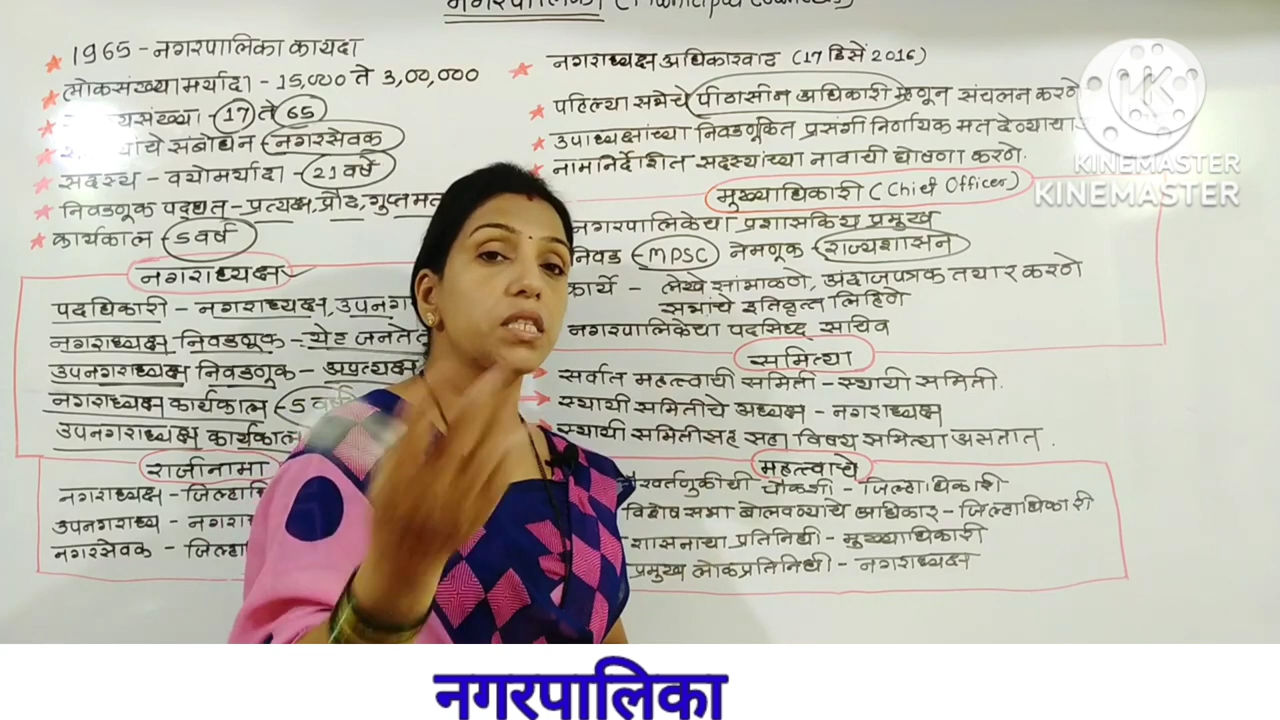 नगरपालिका (Municipal Councils)
1965 - नगरपालिका कायदा
लोकसंख्या मर्यादा - 15,000 ते 3,00,000
17 ते 65
संबोधन - नगरसेवक
सदस्य - वयोमर्यादा - 21 वर्षे
निवडणूक पद्धत - प्रत्यक्ष, प्रौढ, गुप्त मत
कार्यकाल - 5 वर्षे
नगराध्यक्ष
पदधिकारी - नगराध्यक्ष, उपनग
नगराध्यक्ष निवडणूक - थेट जनतेतू
उपनगराध्यक्ष निवडणूक - अप्रत्यक्ष
नगराध्यक्ष कार्यकाल - 5 वर्षे
उपनगराध्यक्ष कार्यकाल
राजीनामा
नगराध्यक्ष - जिल्हाधि
उपनगराध्य - नगराध
नगरसेवक - जिल्हा
नगराध्यक्ष अधिकारवाढ (17 डिसें 2016)
पहिल्या सभेचे पीठासीन अधिकारी म्हणून संचलन करणे
उपाध्यक्षांच्या निवडणूकित प्रसंगी निर्णायक मत देण्याचा
नामनिर्देशित सदस्यांच्या नावाची घोषणा करणे.
मुख्याधिकारी (Chief Officer)
नगरपालिकेचा प्रशासकिय प्रमुख
निवड - MPSC नेमणूक - राज्यशासन
कार्ये - लेखे सांभाळणे, अंदाजपत्रक तयार करणे
सभांचे इतिवृत्त लिहिणे
नगरपालिकेचा पदसिध्द सचिव
समित्या
सर्वात महत्वाची समिती - स्थायी समिती.
स्थायी समितीचे अध्यक्ष - नगराध्यक्ष
स्थायी समितीसह सहा विषय समित्या असतात.
महत्त्वाचे
गैरवर्तणुकीची चौकशी - जिल्हाधिकारी
विशेष सभा बोलवण्याचे अधिकार - जिल्हाधिकारी
शासनाचा प्रतिनिधी - मुख्याधिकारी
प्रमुख लोकप्रतिनिधी - नगराध्यक्ष
KINEMASTER
KINEMASTER
नगरपालिका